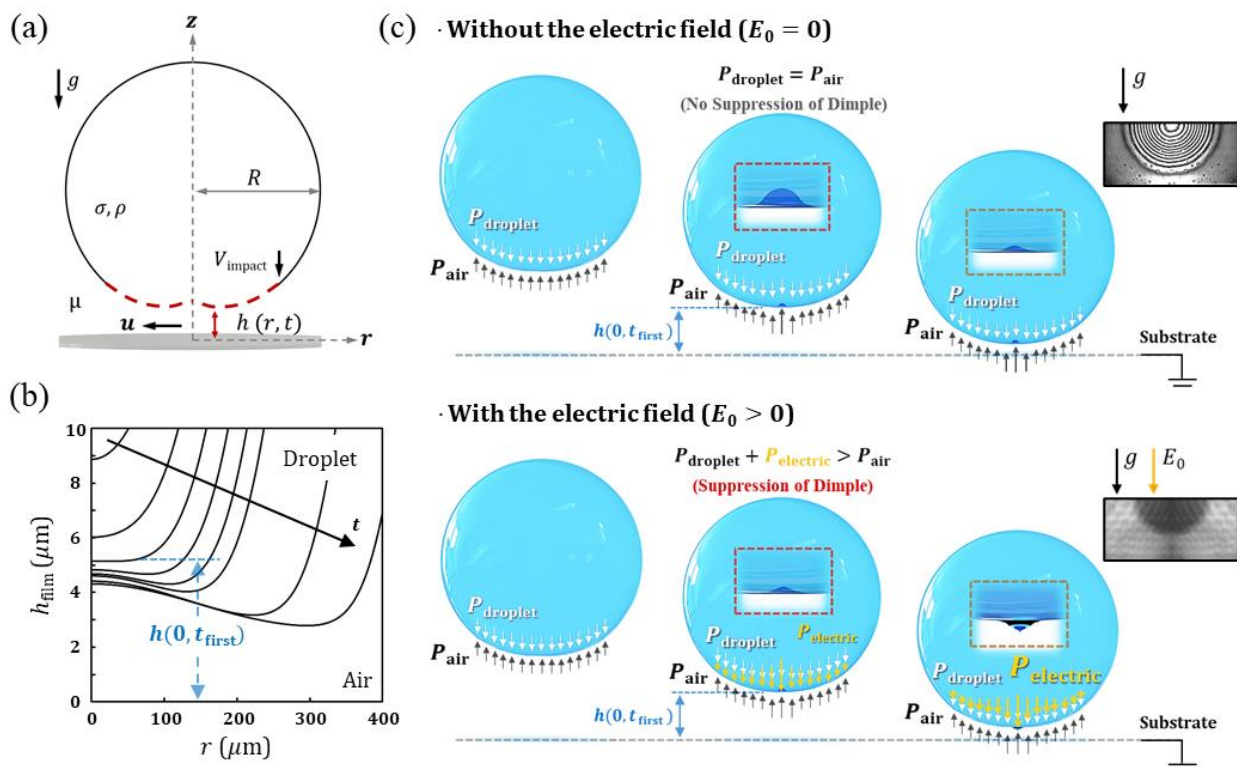 (a)
z
g
R
σ, ρ
V_impact
μ
u
h (r, t)
r
(b)
10
8
6
4
2
0
h_film (μm)
Droplet
t
h(0, t_first)
Air
0 100 200 300 400
r (μm)
(c)
· Without the electric field (E_0 = 0)
P_droplet = P_air
(No Suppression of Dimple)
g
P_droplet
P_air
P_droplet
P_air
h(0, t_first)
P_droplet
P_air
Substrate
· With the electric field (E_0 > 0)
P_droplet + P_electric > P_air
(Suppression of Dimple)
g
E_0
P_droplet
P_air
P_droplet
P_electric
P_air
h(0, t_first)
P_droplet
P_electric
P_air
Substrate